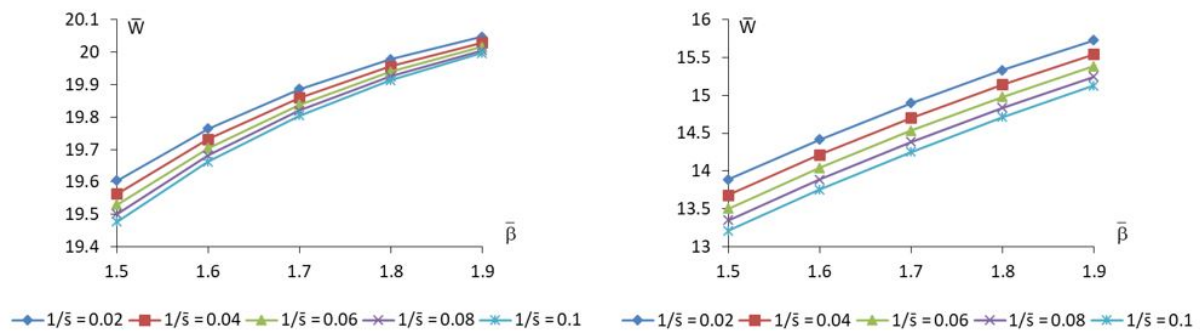 20.1
W̄
20
19.9
19.8
19.7
19.6
19.5
β̄
19.4
1.5 1.6 1.7 1.8 1.9
1/s̄ = 0.02 1/s̄ = 0.04 1/s̄ = 0.06 1/s̄ = 0.08 1/s̄ = 0.1
16
W̄
15.5
15
14.5
14
13.5
β̄
13
1.5 1.6 1.7 1.8 1.9
1/s̄ = 0.02 1/s̄ = 0.04 1/s̄ = 0.06 1/s̄ = 0.08 1/s̄ = 0.1